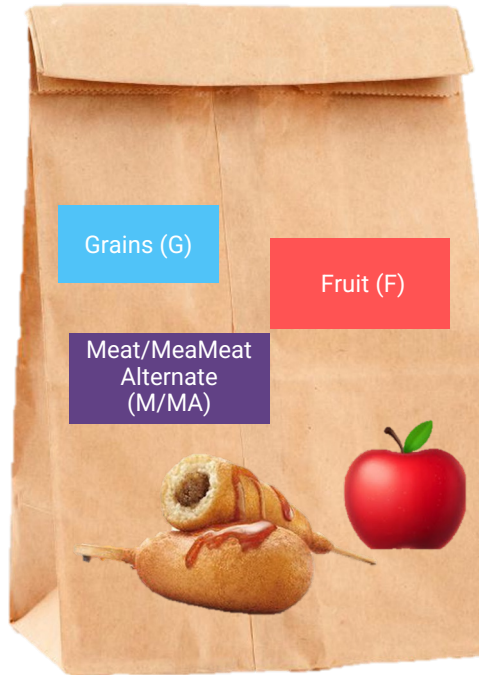 Grains (G)
Fruit (F)
Meat/MeaMeat
Alternate
(M/MA)